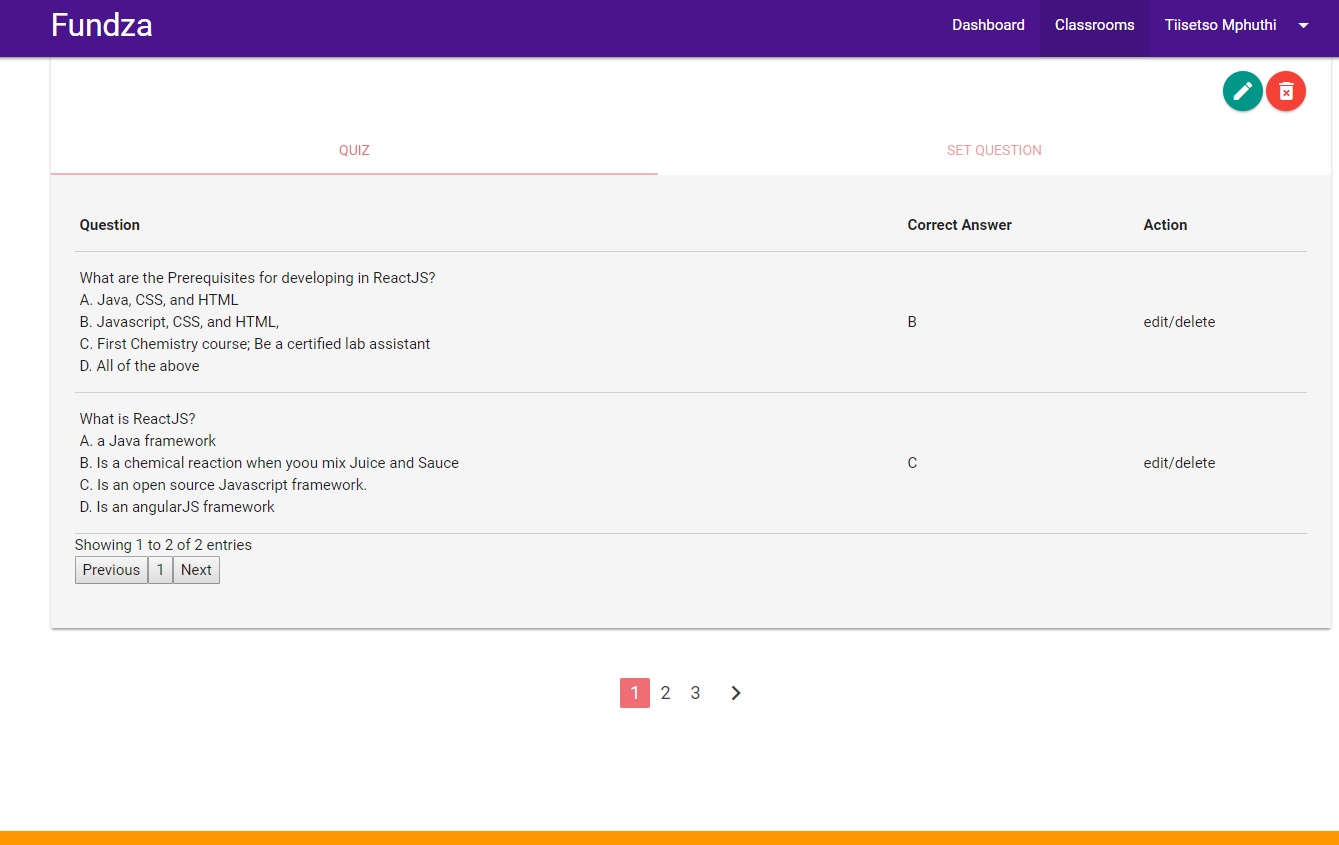 Fundza
Dashboard Classrooms Tiisetso Mphuthi
QUIZ SET QUESTION
Question Correct Answer Action
What are the Prerequisites for developing in ReactJS?
A. Java, CSS, and HTML
B. Javascript, CSS, and HTML, B edit/delete
C. First Chemistry course; Be a certified lab assistant
D. All of the above
What is ReactJS?
A. a Java framework
B. Is a chemical reaction when yoou mix Juice and Sauce C edit/delete
C. Is an open source Javascript framework.
D. Is an angularJS framework
Showing 1 to 2 of 2 entries
Previous 1 Next
1 2 3